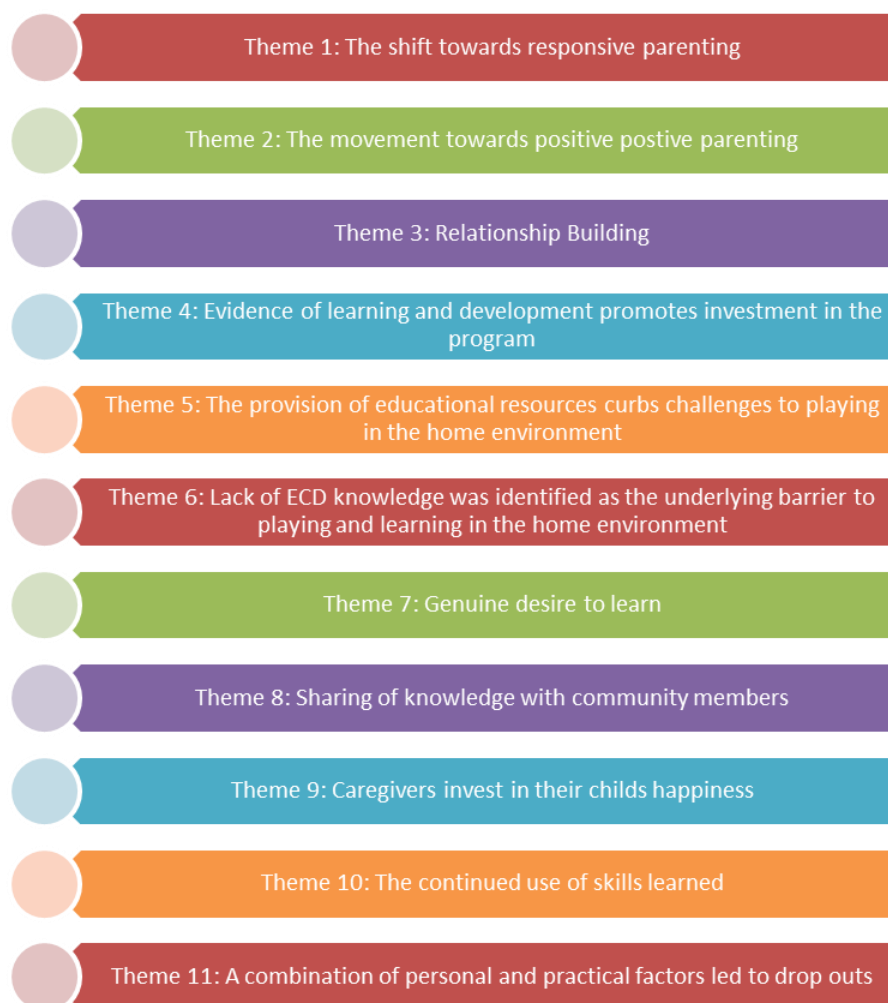 Theme 1: The shift towards responsive parenting
Theme 2: The movement towards positive postive parenting
Theme 3: Relationship Building
Theme 4: Evidence of learning and development promotes investment in the
program
Theme 5: The provision of educational resources curbs challenges to playing
in the home environment
Theme 6: Lack of ECD knowledge was identified as the underlying barrier to
playing and learning in the home environment
Theme 7: Genuine desire to learn
Theme 8: Sharing of knowledge with community members
Theme 9: Caregivers invest in their childs happiness
Theme 10: The continued use of skills learned
Theme 11: A combination of personal and practical factors led to drop outs